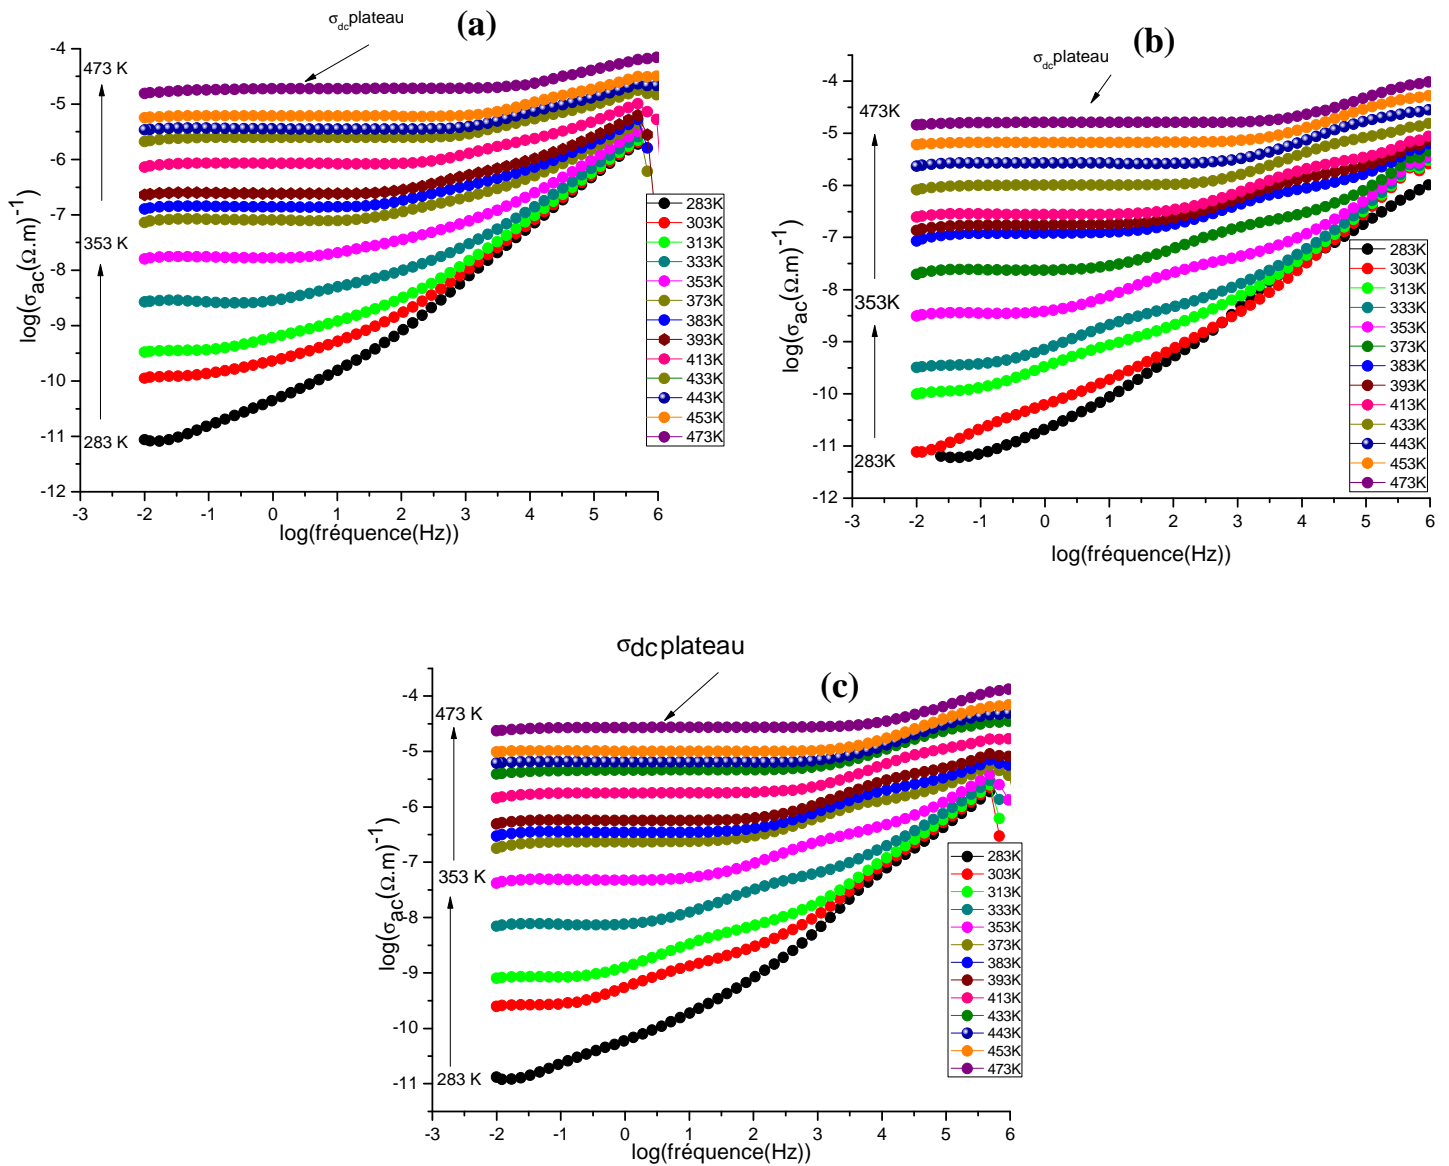 (a)
σdc plateau
log(σac(Ω.m)^-1)
-4
-5
-6
-7
-8
-9
-10
-11
-12
473 K
353 K
283 K
283K
303K
313K
333K
353K
373K
383K
393K
413K
433K
443K
453K
473K
-3 -2 -1 0 1 2 3 4 5 6
log(fréquence(Hz))
(b)
σdc plateau
log(σac(Ω.m)^-1)
-4
-5
-6
-7
-8
-9
-10
-11
-12
473K
353K
283K
283K
303K
313K
333K
353K
373K
383K
393K
413K
433K
443K
453K
473K
-3 -2 -1 0 1 2 3 4 5 6
log(fréquence(Hz))
σdc plateau
(c)
log(σac(Ω.m)^-1)
-4
-5
-6
-7
-8
-9
-10
-11
473 K
353 K
283 K
283K
303K
313K
333K
353K
373K
383K
393K
413K
433K
443K
453K
473K
-3 -2 -1 0 1 2 3 4 5 6
log(fréquence(Hz))